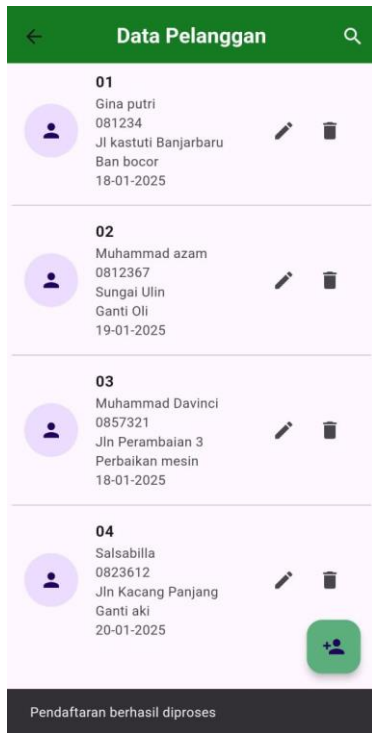 Data Pelanggan
01
Gina putri
081234
Jl kastuti Banjarbaru
Ban bocor
18-01-2025
02
Muhammad azam
0812367
Sungai Ulin
Ganti Oli
19-01-2025
03
Muhammad Davinci
0857321
Jln Perambaian 3
Perbaikan mesin
18-01-2025
04
Salsabilla
0823612
Jln Kacang Panjang
Ganti aki
20-01-2025
Pendaftaran berhasil diproses